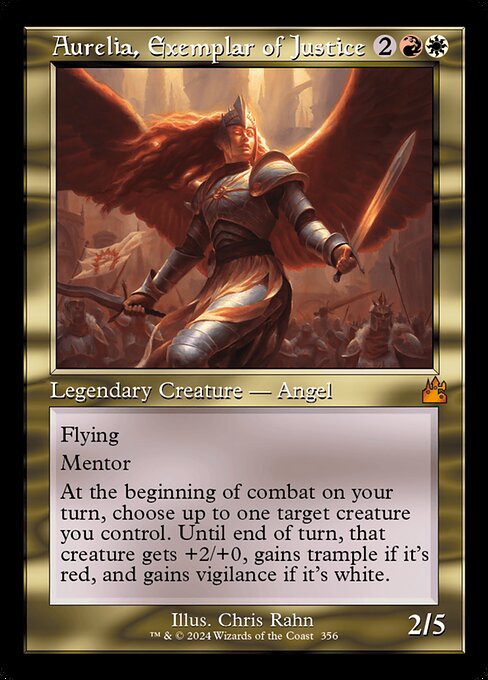 Aurelia, Exemplar of Justice 2
Legendary Creature — Angel
Flying
Mentor
At the beginning of combat on your
turn, choose up to one target creature
you control. Until end of turn, that
creature gets +2/+0, gains trample if it's
red, and gains vigilance if it's white.
Illus. Chris Rahn
™ & © 2024 Wizards of the Coast 356
2/5